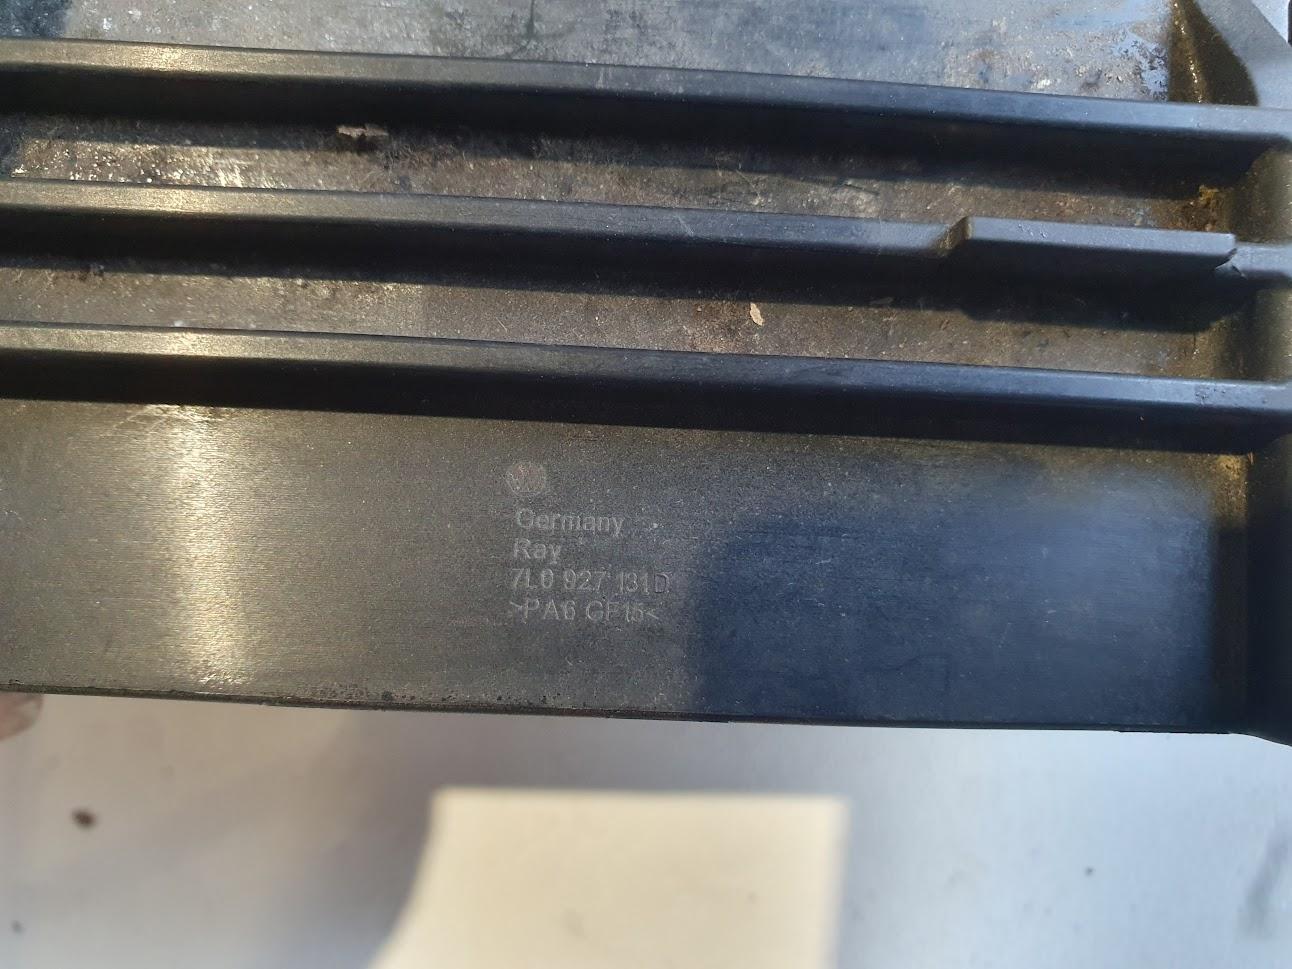 Germany
Ray
7L0 927 131D
>PA6 GF15<